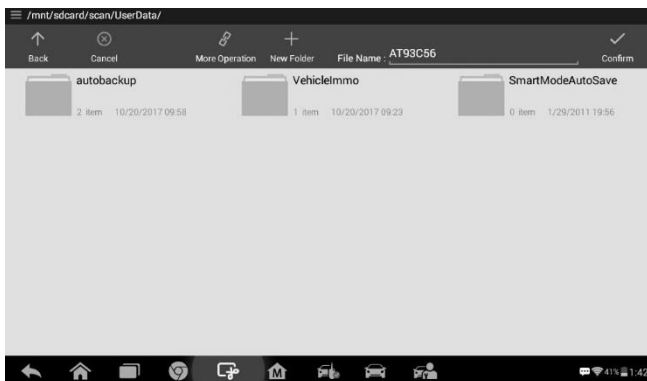 /mnt/sdcard/scan/UserData/
Back Cancel More Operation New Folder File Name : AT93C56 Confirm
autobackup VehicleImmo SmartModeAutoSave
2 item 10/20/2017 09:58 1 item 10/20/2017 09:23 0 item 1/29/2011 19:56
M 41% 1:42